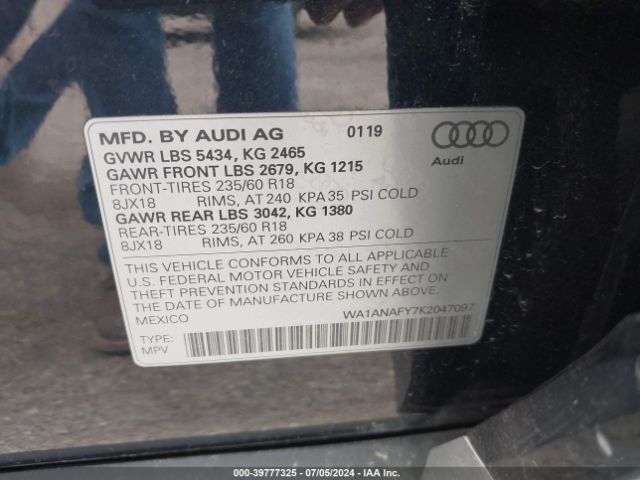 MFD. BY AUDI AG 0119
GVWR LBS 5434, KG 2465
GAWR FRONT LBS 2679, KG 1215
FRONT-TIRES 235/60 R18
8JX18 RIMS, AT 240 KPA 35 PSI COLD
GAWR REAR LBS 3042, KG 1380
REAR-TIRES 235/60 R18
8JX18 RIMS, AT 260 KPA 38 PSI COLD
Audi
THIS VEHICLE CONFORMS TO ALL APPLICABLE
U.S. FEDERAL MOTOR VEHICLE SAFETY AND
THEFT PREVENTION STANDARDS IN EFFECT ON
THE DATE OF MANUFACTURE SHOWN ABOVE.
MEXICO WA1ANAFY7K2047097
TYPE:
MPV
000-39777325 - 07/05/2024 - IAA Inc.